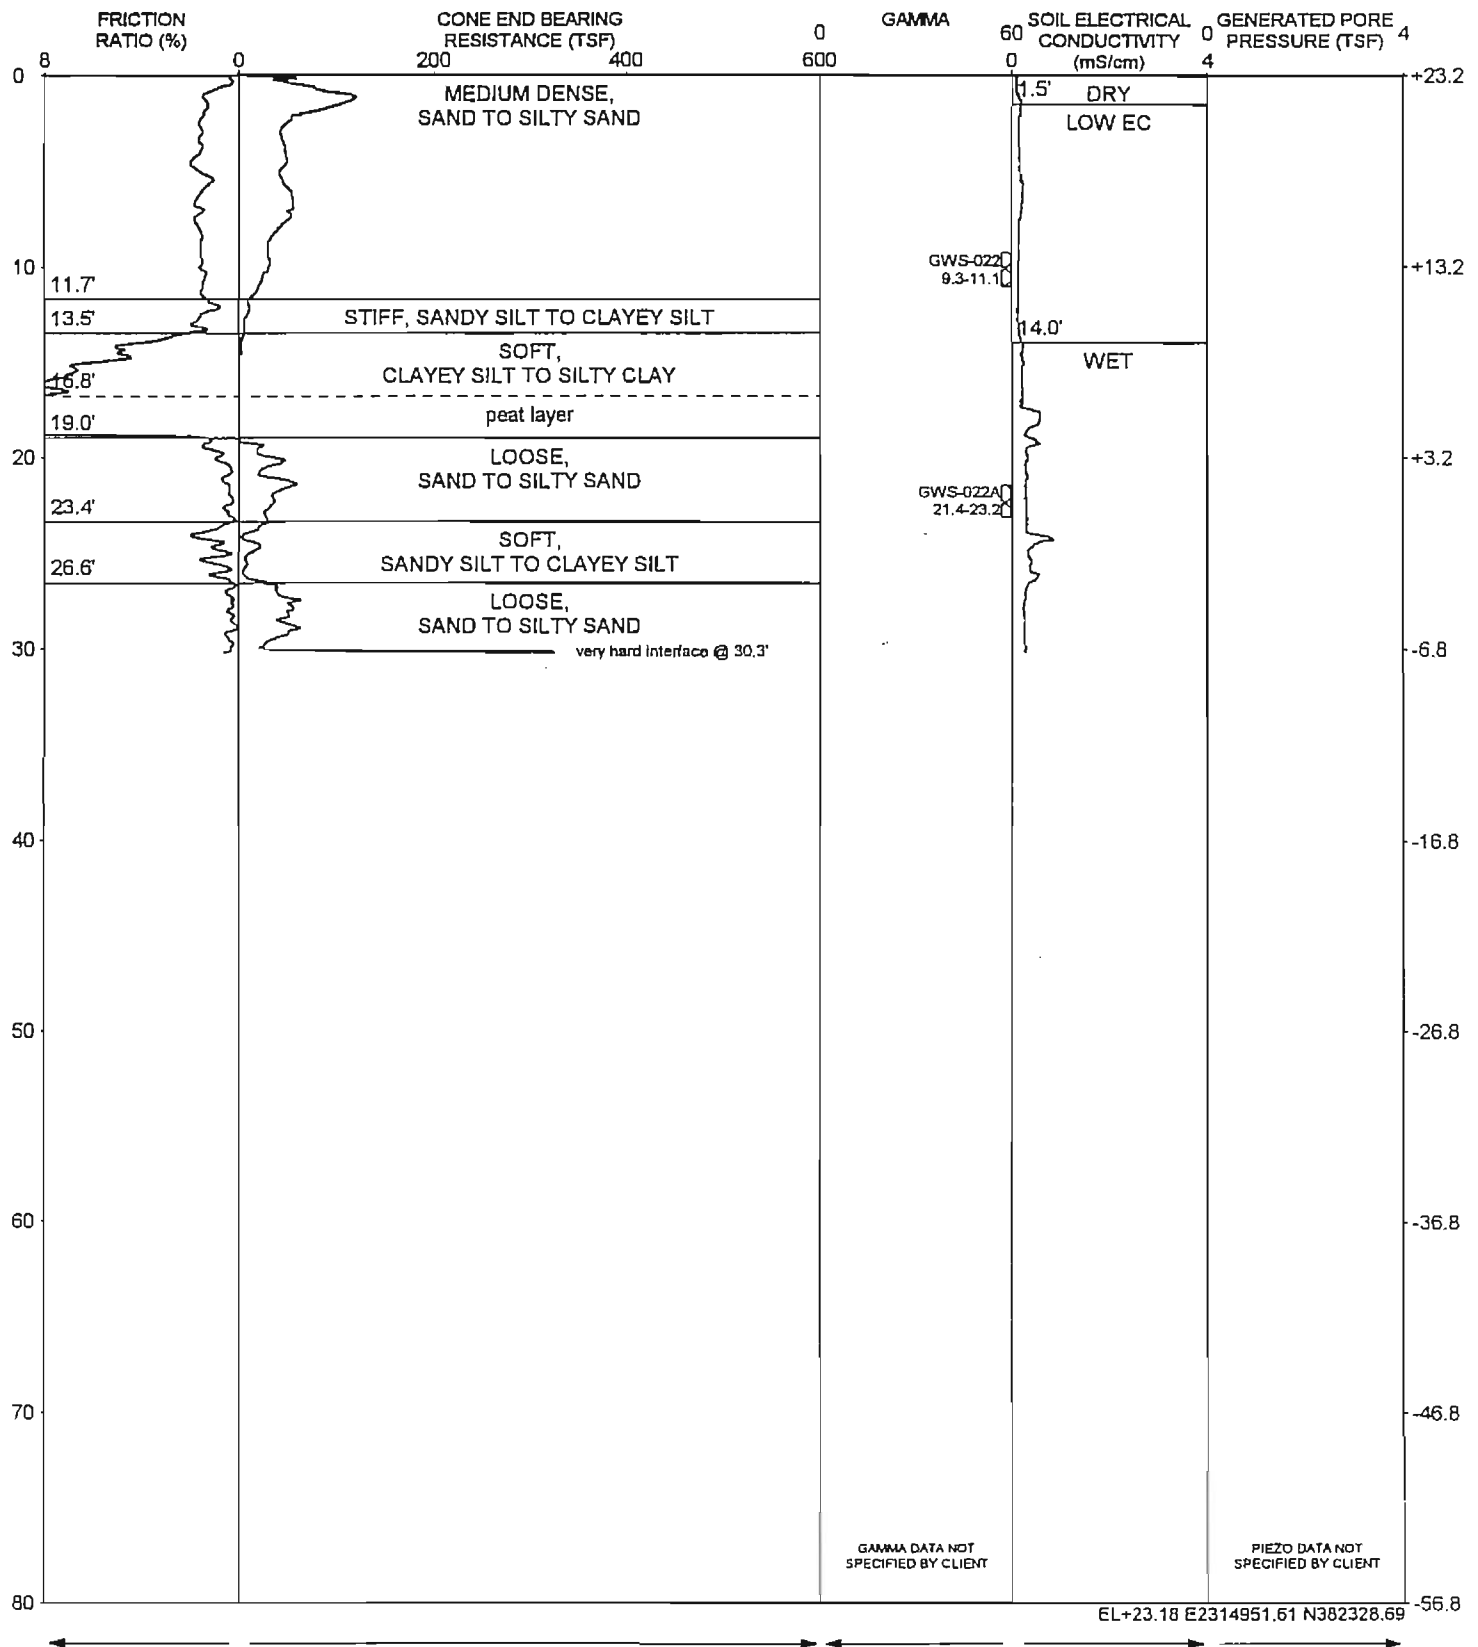 FRICTION
RATIO (%)
CONE END BEARING
RESISTANCE (TSF)
GAMMA
SOIL ELECTRICAL
CONDUCTIVITY
(mS/cm)
GENERATED PORE
PRESSURE (TSF)
8
0
200
400
600
0
60
0
4
0
4
0
10
20
30
40
50
60
70
80
11.7'
13.5'
16.8'
19.0'
23.4'
26.6'
MEDIUM DENSE,
SAND TO SILTY SAND
STIFF, SANDY SILT TO CLAYEY SILT
SOFT,
CLAYEY SILT TO SILTY CLAY
peat layer
LOOSE,
SAND TO SILTY SAND
SOFT,
SANDY SILT TO CLAYEY SILT
LOOSE,
SAND TO SILTY SAND
very hard interface @ 30.3'
GWS-022
9.3-11.1
GWS-022A
21.4-23.2
GAMMA DATA NOT
SPECIFIED BY CLIENT
1.5'
DRY
LOW EC
14.0'
WET
PIEZO DATA NOT
SPECIFIED BY CLIENT
+23.2
+13.2
+3.2
-6.8
-16.8
-26.8
-36.8
-46.8
-56.8
EL+23.18 E2314951.61 N382328.69